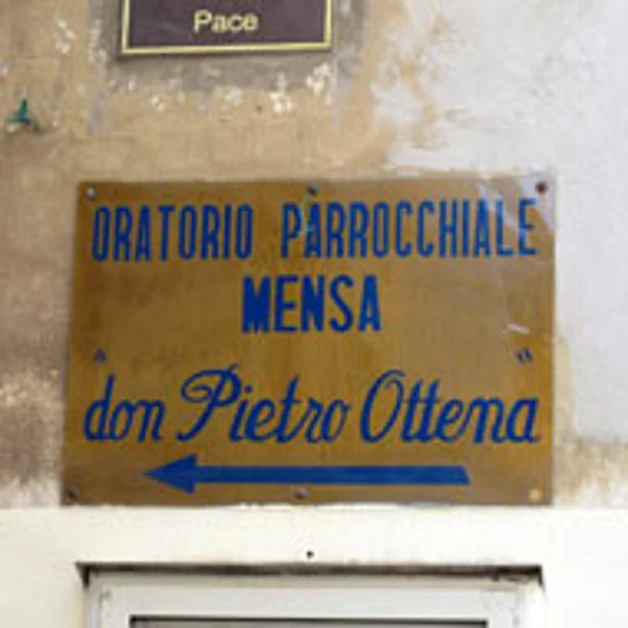 Pace
ORATORIO PARROCCHIALE
MENSA
"don Pietro Ottena"